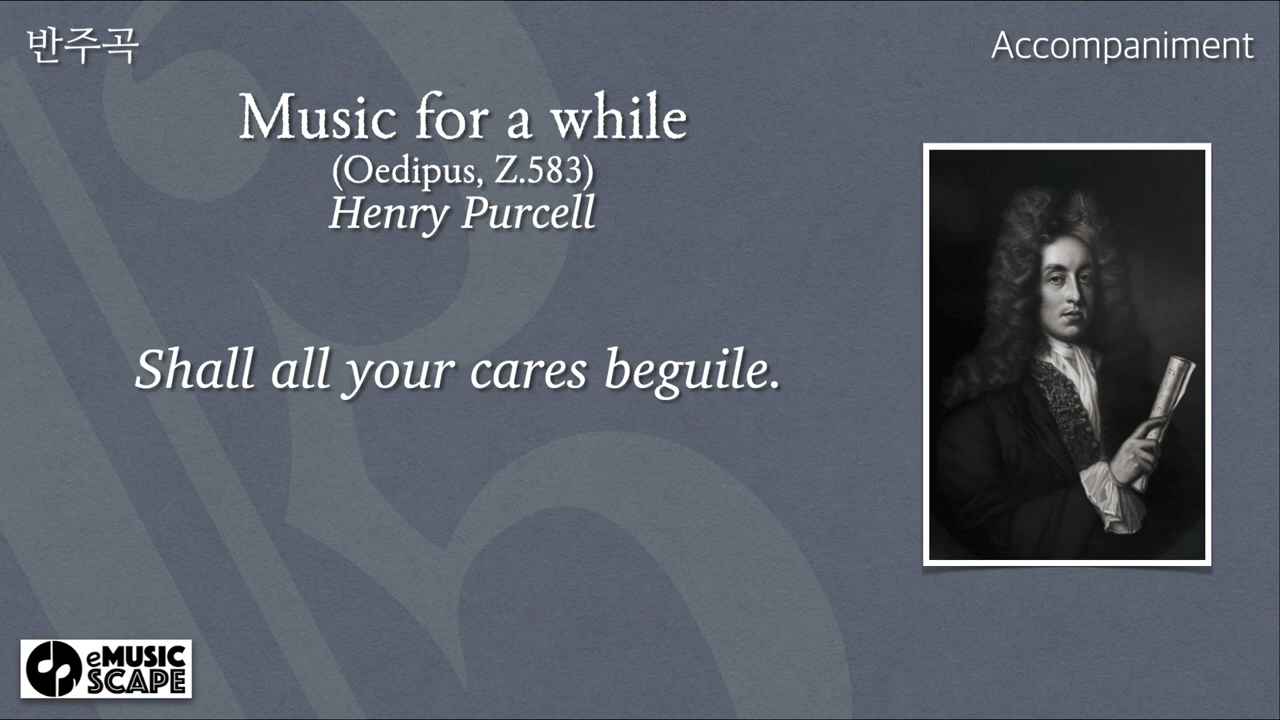 반주곡
Accompaniment
Music for a while
(Oedipus, Z.583)
Henry Purcell
Shall all your cares beguile.
eMUSIC
SCAPE